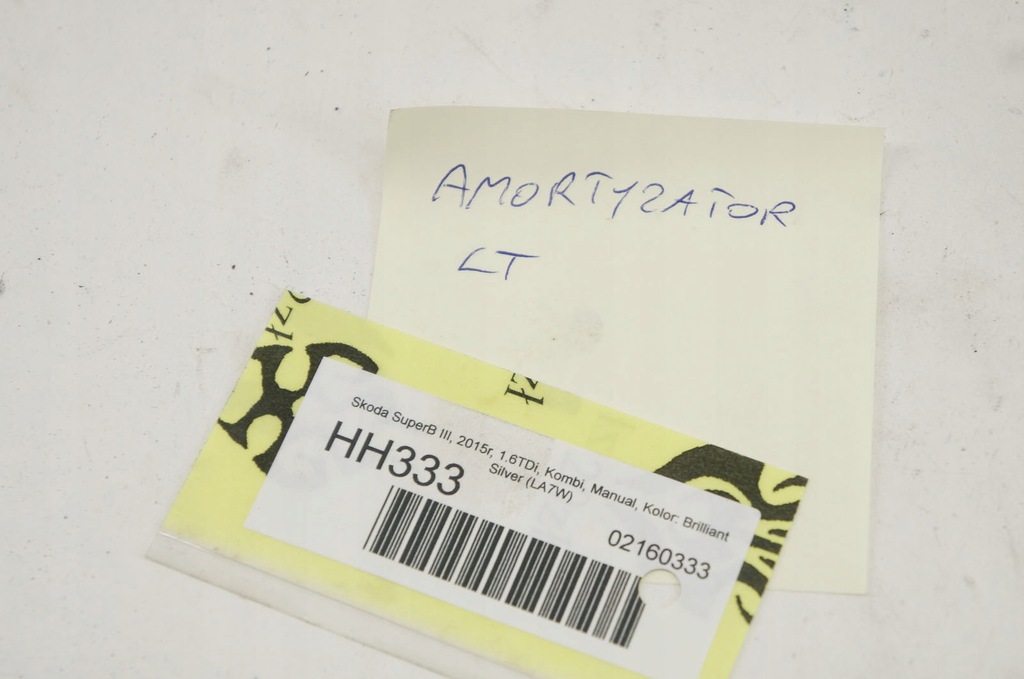 AMORTYZATOR
LT
Skoda SuperB III, 2015r, 1.6TDi, Kombi, Manual, Kolor: Brilliant
Silver (LA7W)
HH333
02160333